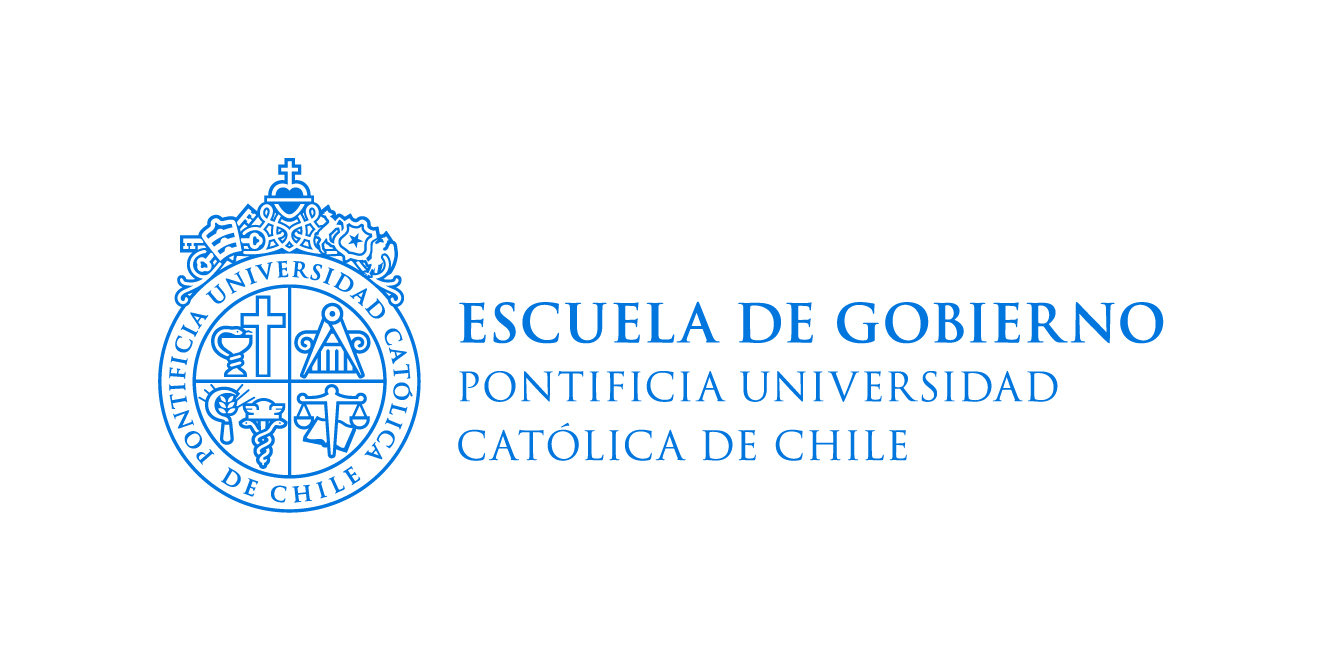 PONTIFICIA UNIVERSIDAD CATÓLICA
DE CHILE
ESCUELA DE GOBIERNO
PONTIFICIA UNIVERSIDAD
CATÓLICA DE CHILE